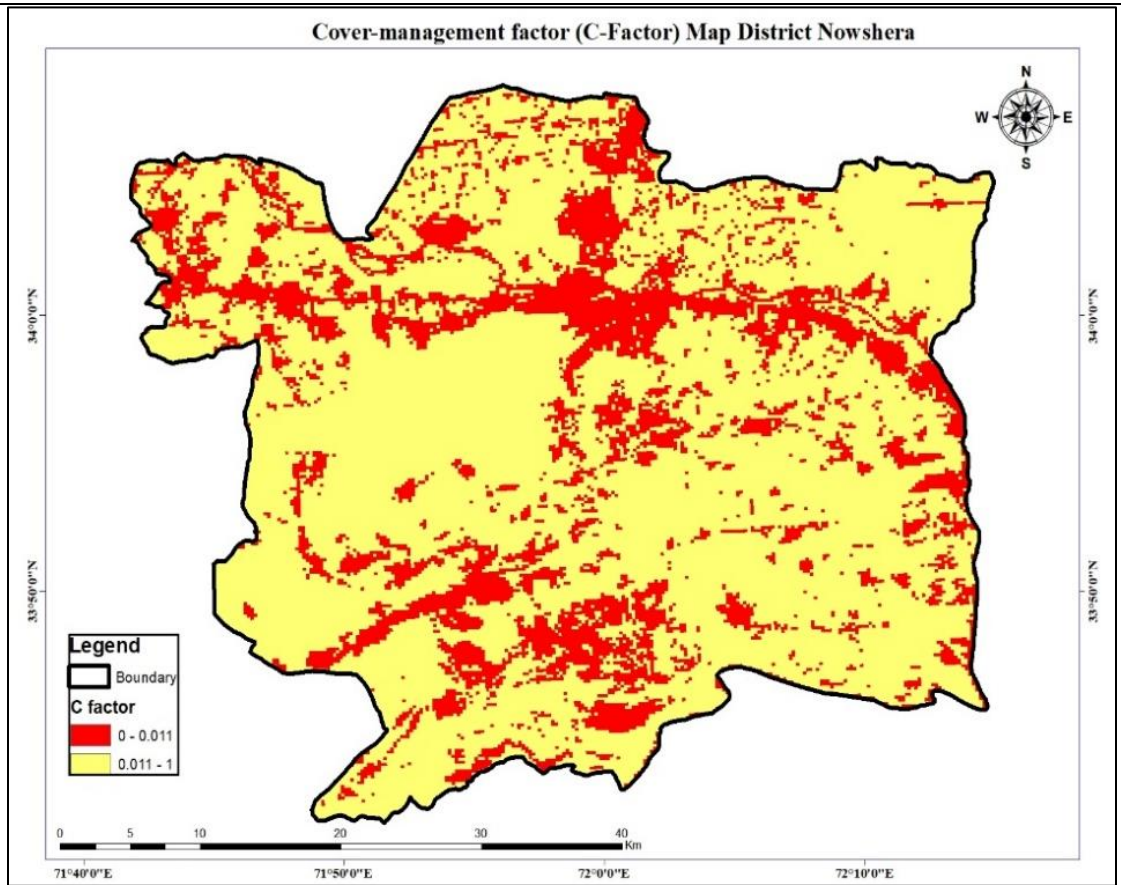 Cover-management factor (C-Factor) Map District Nowshera
N
W E
S
34°0'0"N
34°0'0"N
33°50'0"N
33°50'0"N
Legend
Boundary
C factor
0 - 0.011
0.011 - 1
0 5 10 20 30 40
Km
71°40'0"E 71°50'0"E 72°0'0"E 72°10'0"E